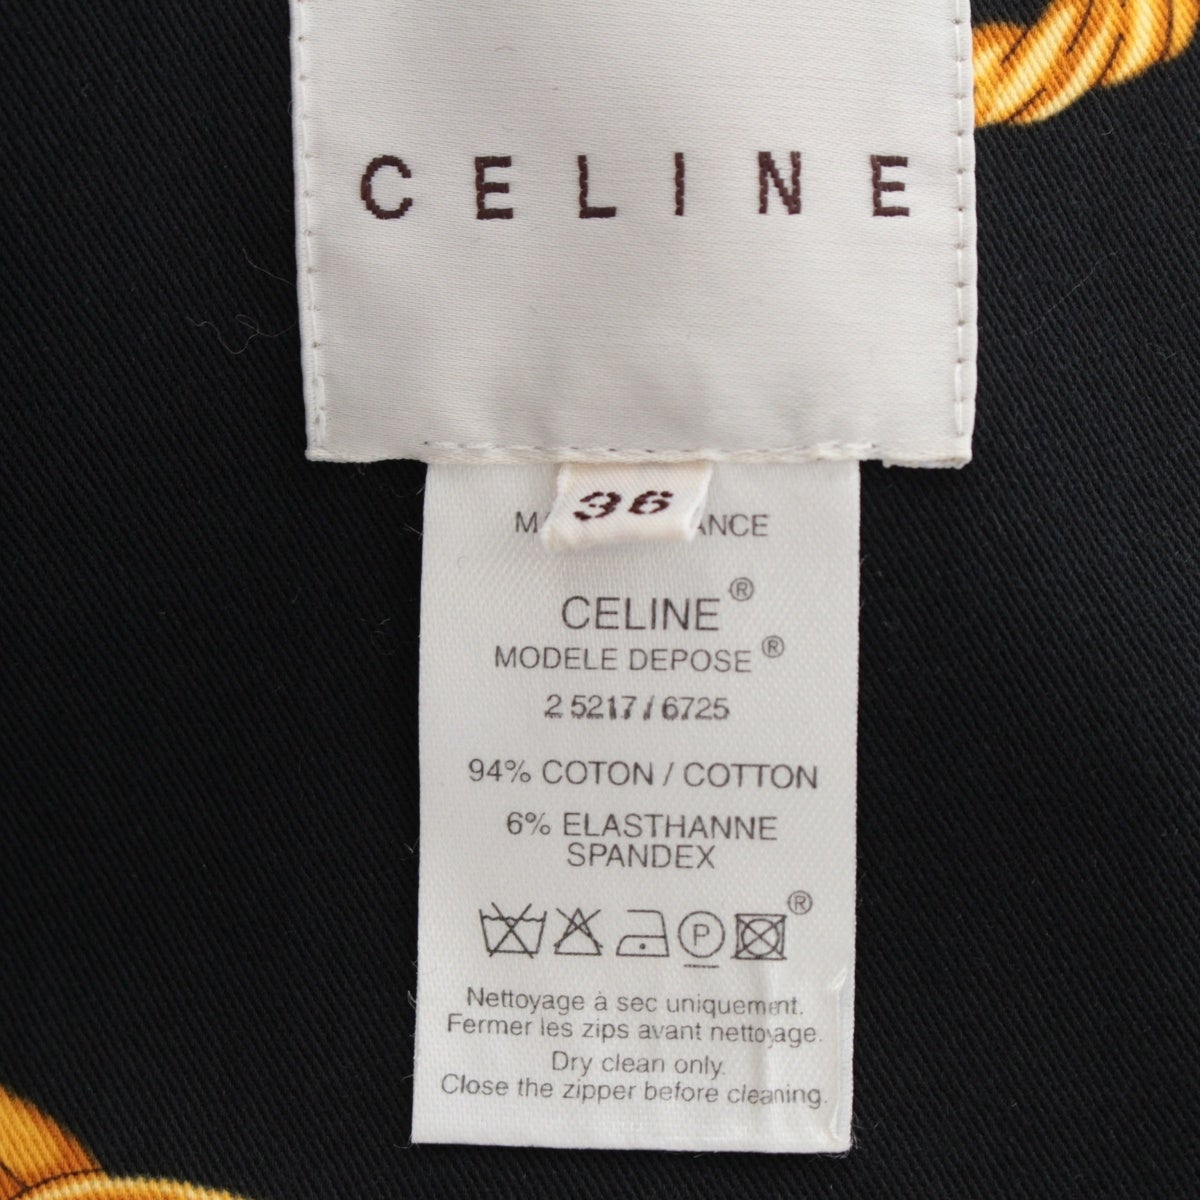 CELINE
36
CELINE®
MODELE DEPOSE®
2 5217 / 6725
94% COTON / COTTON
6% ELASTHANNE
SPANDEX
P
®
Nettoyage à sec uniquement.
Fermer les zips avant nettoyage.
Dry clean only.
Close the zipper before cleaning.